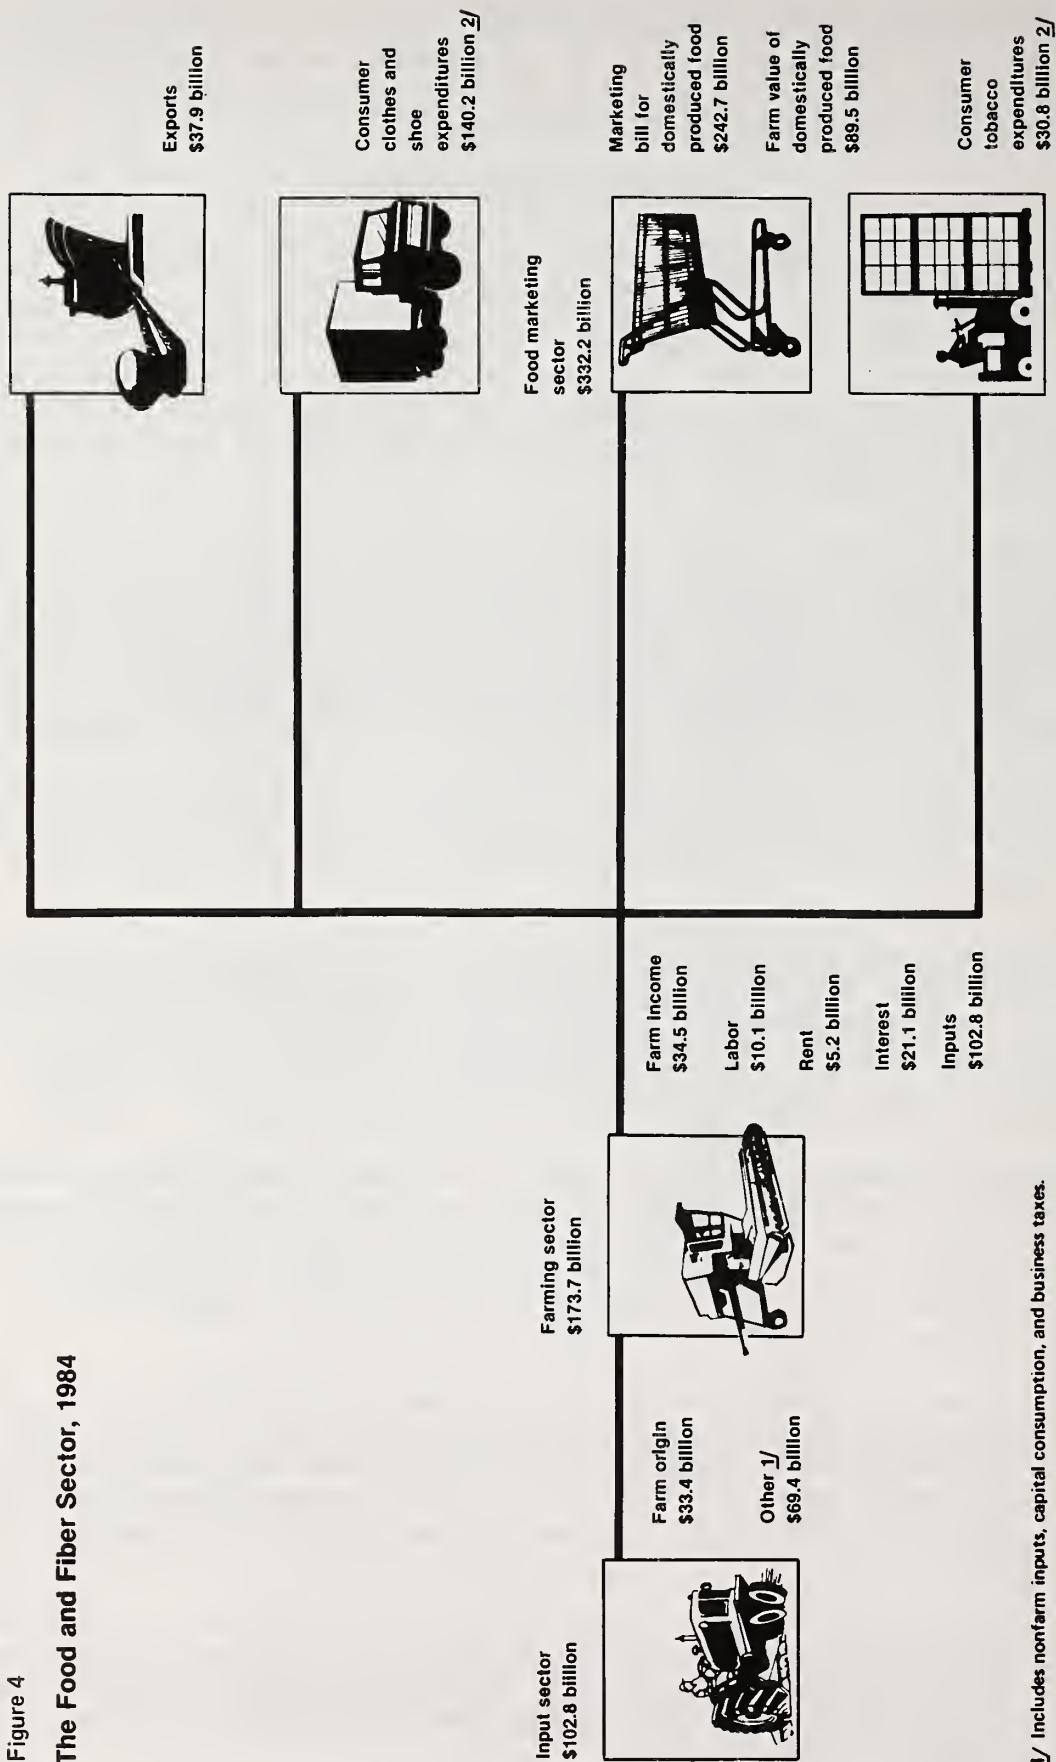 Figure 4
The Food and Fiber Sector, 1984
Input sector
$102.8 billion
Farm origin
$33.4 billion
Other 1/
$69.4 billion
Farming sector
$173.7 billion
Farm income
$34.5 billion
Labor
$10.1 billion
Rent
$5.2 billion
Interest
$21.1 billion
Inputs
$102.8 billion
Exports
$37.9 billion
Consumer
clothes and
shoe
expenditures
$140.2 billion 2/
Food marketing
sector
$332.2 billion
Marketing
bill for
domestically
produced food
$242.7 billion
Farm value of
domestically
produced food
$89.5 billion
Consumer
tobacco
expenditures
$30.8 billion 2/
1/ Includes nonfarm inputs, capital consumption, and business taxes.